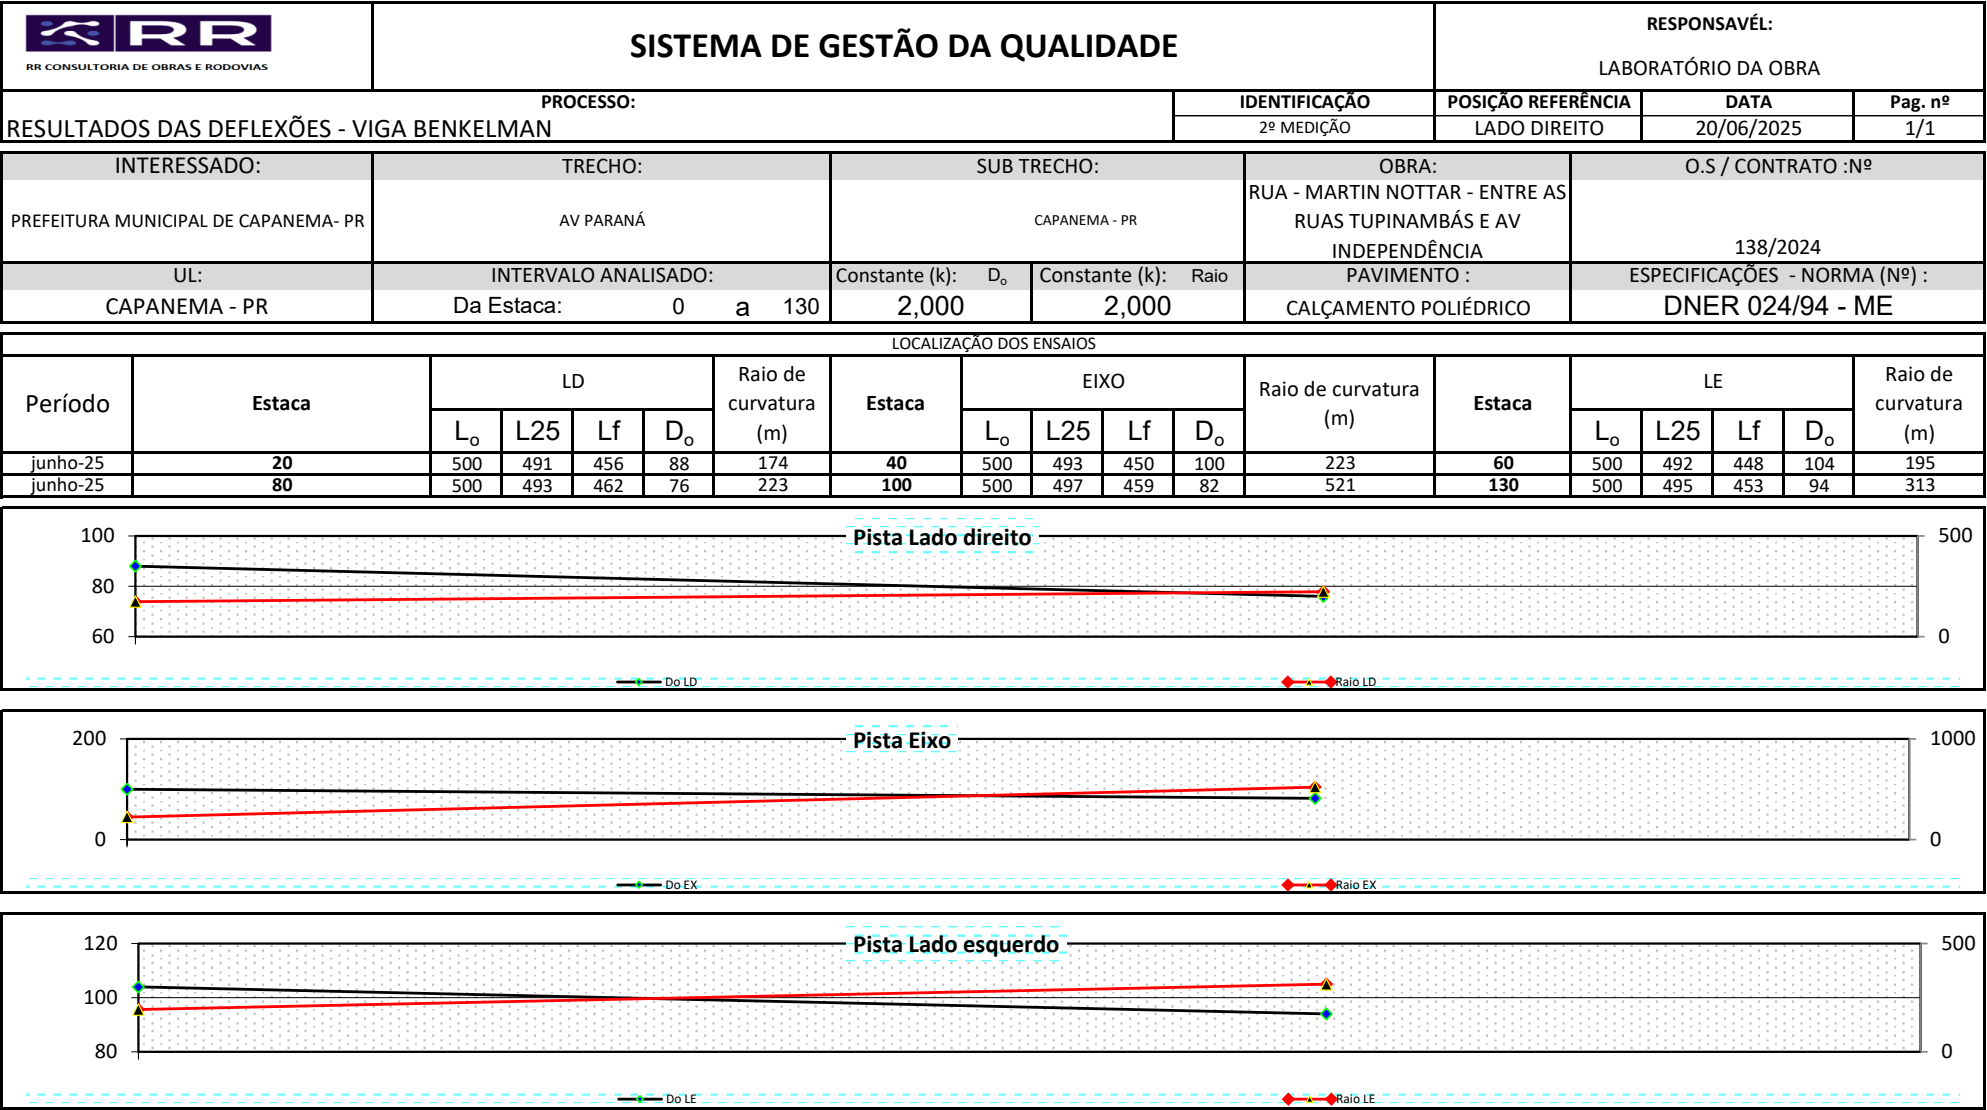 RR
RR CONSULTORIA DE OBRAS E RODOVIAS
SISTEMA DE GESTÃO DA QUALIDADE
RESPONSAVÉL:
LABORATÓRIO DA OBRA
PROCESSO:
RESULTADOS DAS DEFLEXÕES - VIGA BENKELMAN
IDENTIFICAÇÃO
2º MEDIÇÃO
POSIÇÃO REFERÊNCIA
LADO DIREITO
DATA
20/06/2025
Pag. nº
1/1
INTERESSADO:
PREFEITURA MUNICIPAL DE CAPANEMA- PR
TRECHO:
AV PARANÁ
SUB TRECHO:
CAPANEMA - PR
OBRA:
RUA - MARTIN NOTTAR - ENTRE AS
RUAS TUPINAMBÁS E AV
INDEPENDÊNCIA
O.S / CONTRATO :Nº
138/2024
UL:
CAPANEMA - PR
INTERVALO ANALISADO:
Da Estaca: 0 a 130
Constante (k): Do
2,000
Constante (k): Raio
2,000
PAVIMENTO :
CALÇAMENTO POLIÉDRICO
ESPECIFICAÇÕES - NORMA (Nº) :
DNER 024/94 - ME
LOCALIZAÇÃO DOS ENSAIOS
Período
Estaca
LD
Lo L25 Lf Do
Raio de
curvatura
(m)
Estaca
EIXO
Lo L25 Lf Do
Raio de curvatura
(m)
Estaca
LE
Lo L25 Lf Do
Raio de
curvatura
(m)
junho-25 20 500 491 456 88 174 40 500 493 450 100 223 60 500 492 448 104 195
junho-25 80 500 493 462 76 223 100 500 497 459 82 521 130 500 495 453 94 313
Pista Lado direito
100
80
60
500
0
Do LD
Raio LD
Pista Eixo
200
0
1000
0
Do EX
Raio EX
Pista Lado esquerdo
120
100
80
500
0
Do LE
Raio LE